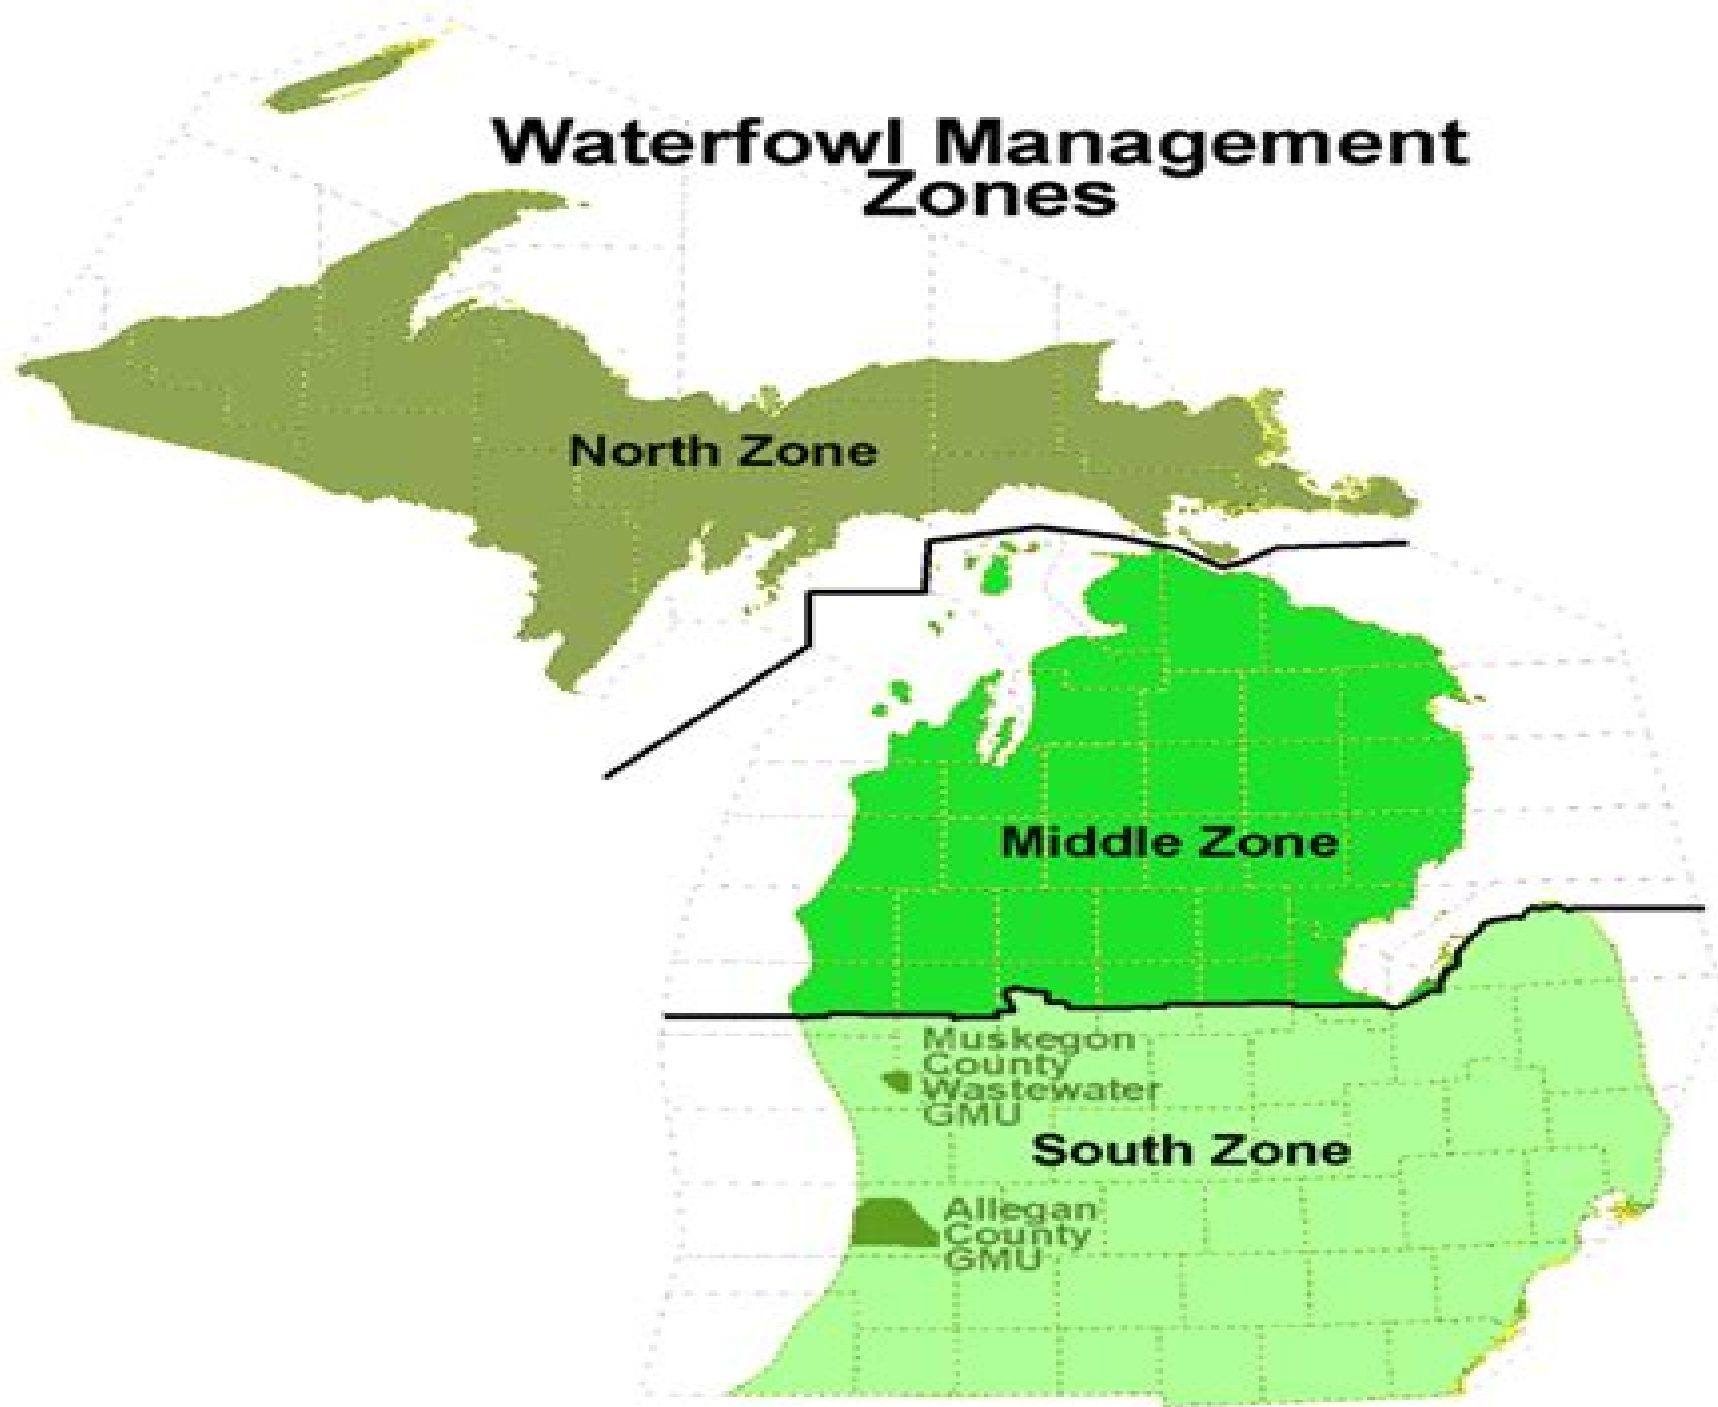 Waterfowl Management
Zones
North Zone
Middle Zone
Muskegon
County
Wastewater
GMU
South Zone
Allegan
County
GMU